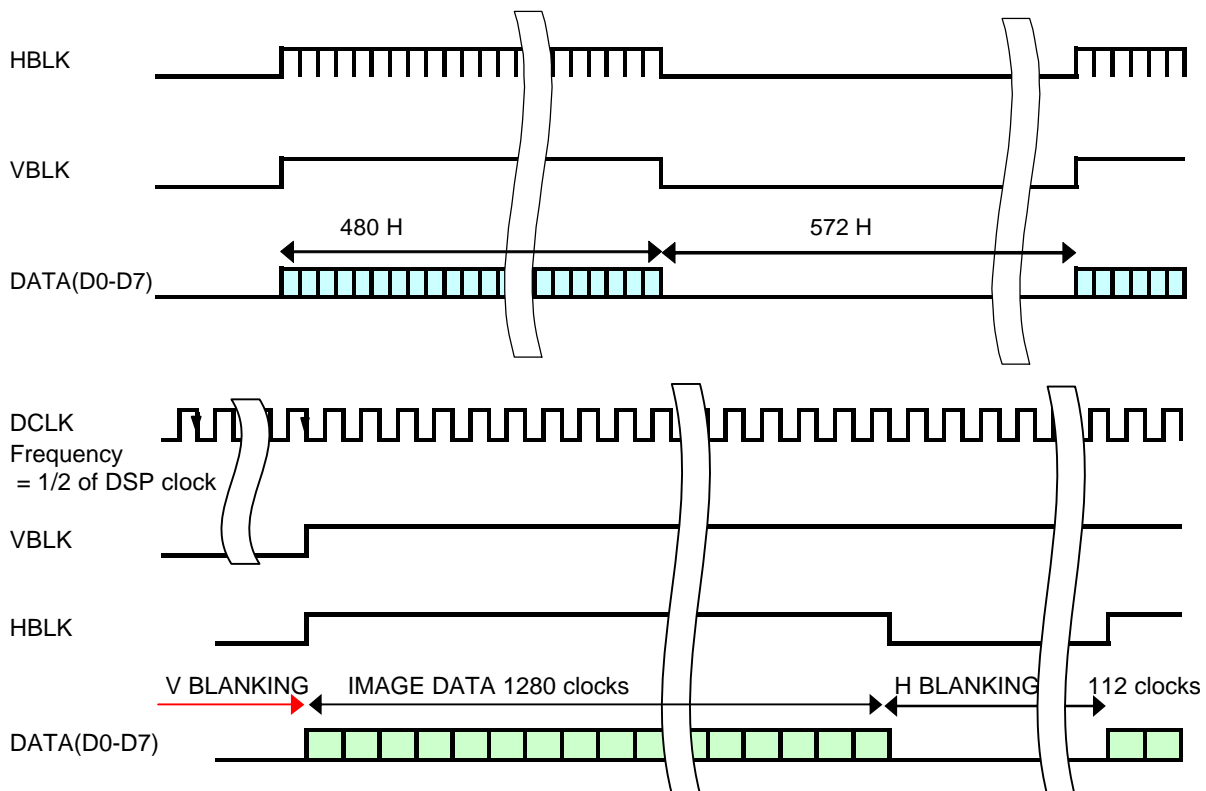 HBLK
VBLK
480 H
572 H
DATA(D0-D7)
DCLK
Frequency
= 1/2 of DSP clock
VBLK
HBLK
V BLANKING
IMAGE DATA 1280 clocks
H BLANKING
112 clocks
DATA(D0-D7)